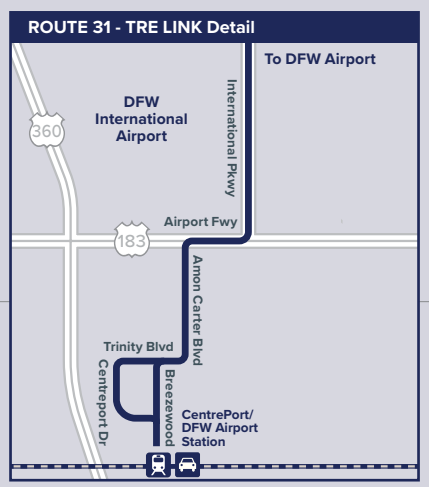 ROUTE 31 - TRE LINK Detail
To DFW Airport
DFW
International
Airport
International Pkwy
360
Airport Fwy
183
Amon Carter Blvd
Trinity Blvd
Centreport Dr
Breezewood
CentrePort/
DFW Airport
Station